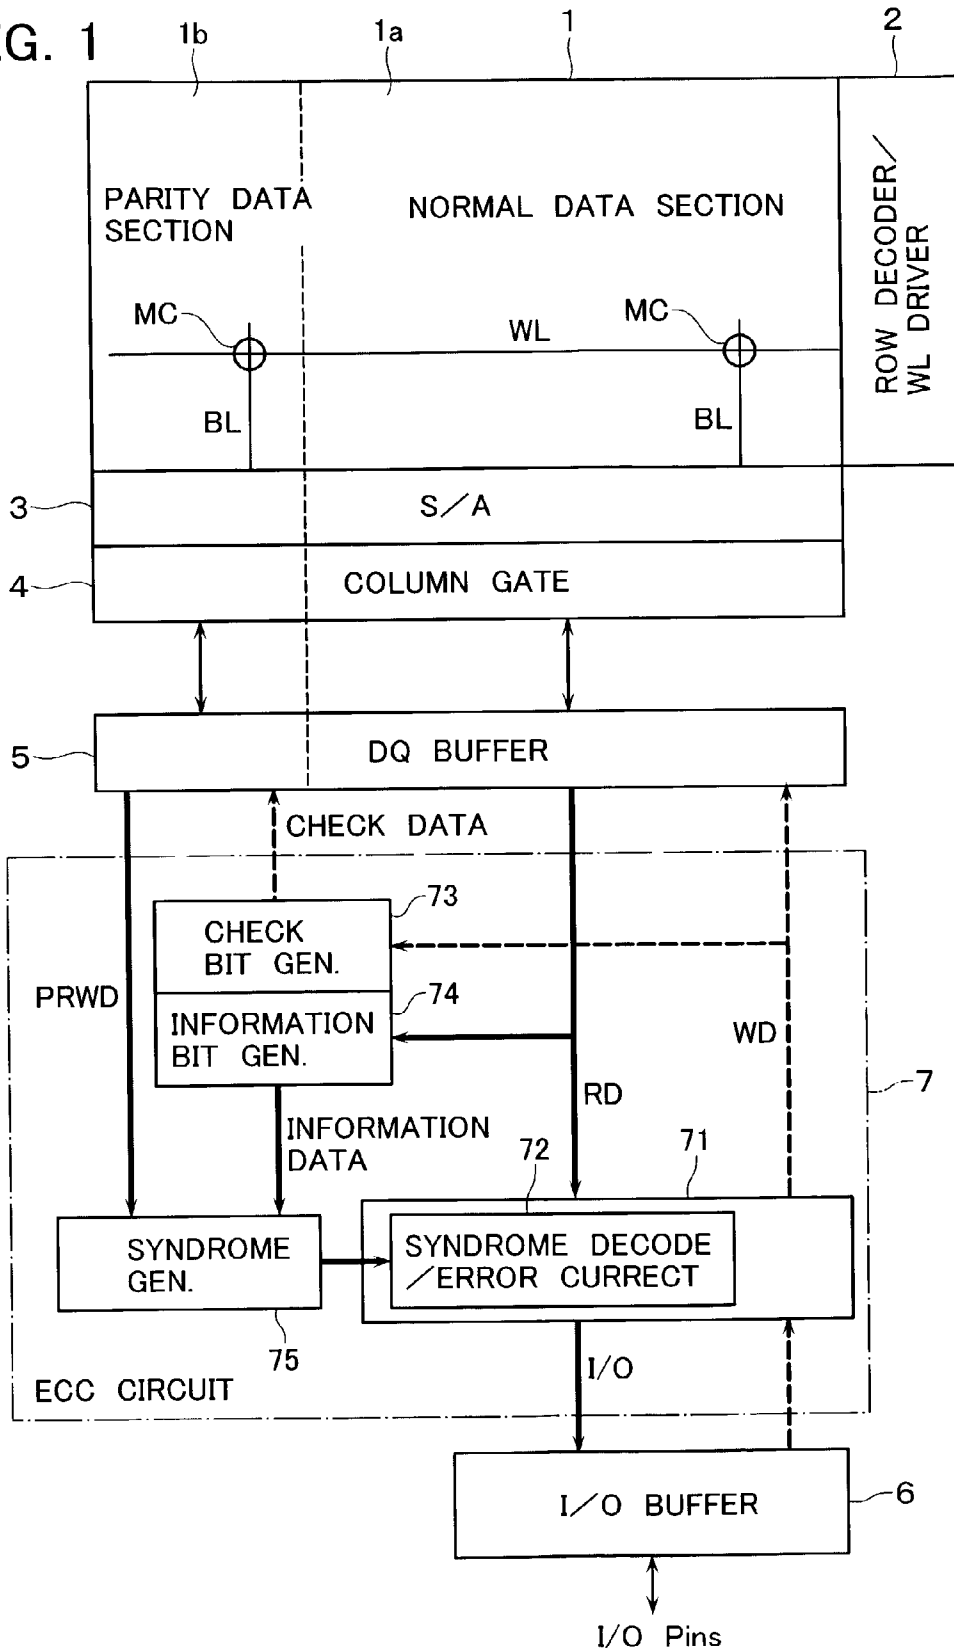 G. 1
1b
1a
1
2
PARITY DATA
SECTION
NORMAL DATA SECTION
ROW DECODER/
WL DRIVER
MC
WL
MC
BL
BL
3
S/A
4
COLUMN GATE
5
DQ BUFFER
CHECK DATA
73
CHECK
BIT GEN.
PRWD
74
INFORMATION
BIT GEN.
WD
7
RD
INFORMATION
DATA
72
71
SYNDROME
GEN.
SYNDROME DECODE
/ERROR CURRECT
75
I/O
ECC CIRCUIT
I/O BUFFER
6
I/O Pins